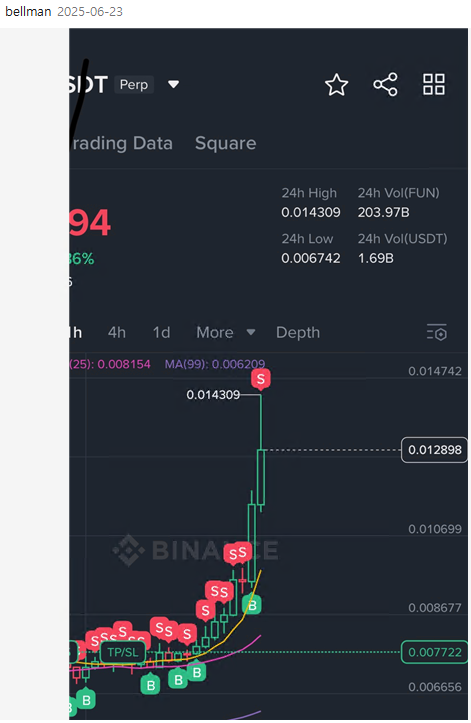 bellman 2025-06-23
SDT Perp
rading Data Square
94
36%
24h High 24h Vol(FUN)
0.014309 203.97B
24h Low 24h Vol(USDT)
0.006742 1.69B
1h 4h 1d More Depth
(25): 0.008154 MA(99): 0.006209
0.014742
S
0.014309
0.012898
0.010699
BINANCE
S S
B
0.008677
S S
S
S S S S S S
S S S
TP/SL
0.007722
B B B
B
B
0.006656